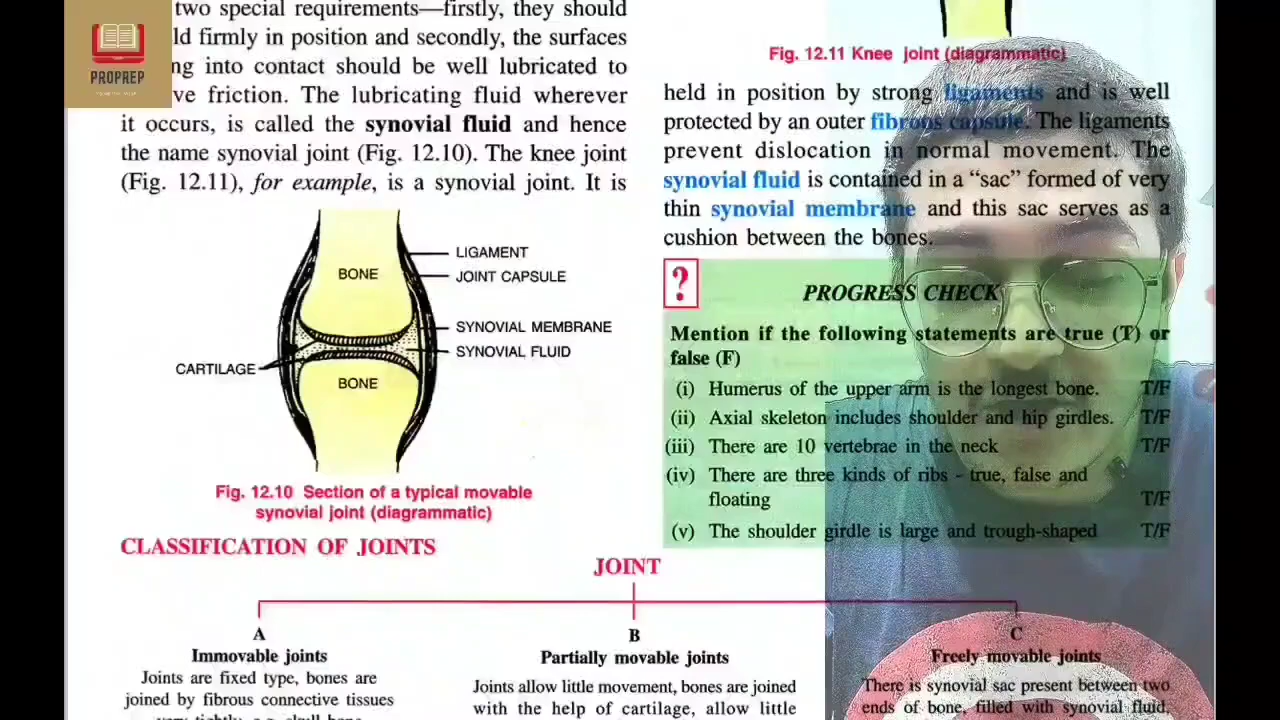 PROPREP
two special requirements—firstly, they should
ld firmly in position and secondly, the surfaces
ng into contact should be well lubricated to
ve friction. The lubricating fluid wherever
it occurs, is called the synovial fluid and hence
the name synovial joint (Fig. 12.10). The knee joint
(Fig. 12.11), for example, is a synovial joint. It is
BONE
LIGAMENT
JOINT CAPSULE
SYNOVIAL MEMBRANE
SYNOVIAL FLUID
CARTILAGE
BONE
Fig. 12.10 Section of a typical movable
synovial joint (diagrammatic)
Fig. 12.11 Knee joint (diagrammatic)
held in position by strong ligaments and is well
protected by an outer fibrous capsule. The ligaments
prevent dislocation in normal movement. The
synovial fluid is contained in a “sac” formed of very
thin synovial membrane and this sac serves as a
cushion between the bones.
?
PROGRESS CHECK
Mention if the following statements are true (T) or
false (F)
(i) Humerus of the upper arm is the longest bone. T/F
(ii) Axial skeleton includes shoulder and hip girdles. T/F
(iii) There are 10 vertebrae in the neck T/F
(iv) There are three kinds of ribs - true, false and
floating T/F
(v) The shoulder girdle is large and trough-shaped T/F
CLASSIFICATION OF JOINTS
JOINT
A
Immovable joints
Joints are fixed type, bones are
joined by fibrous connective tissues
B
Partially movable joints
Joints allow little movement, bones are joined
with the help of cartilage, allow little
C
Freely movable joints
There is synovial sac present between two
ends of bone, filled with synovial fluid,